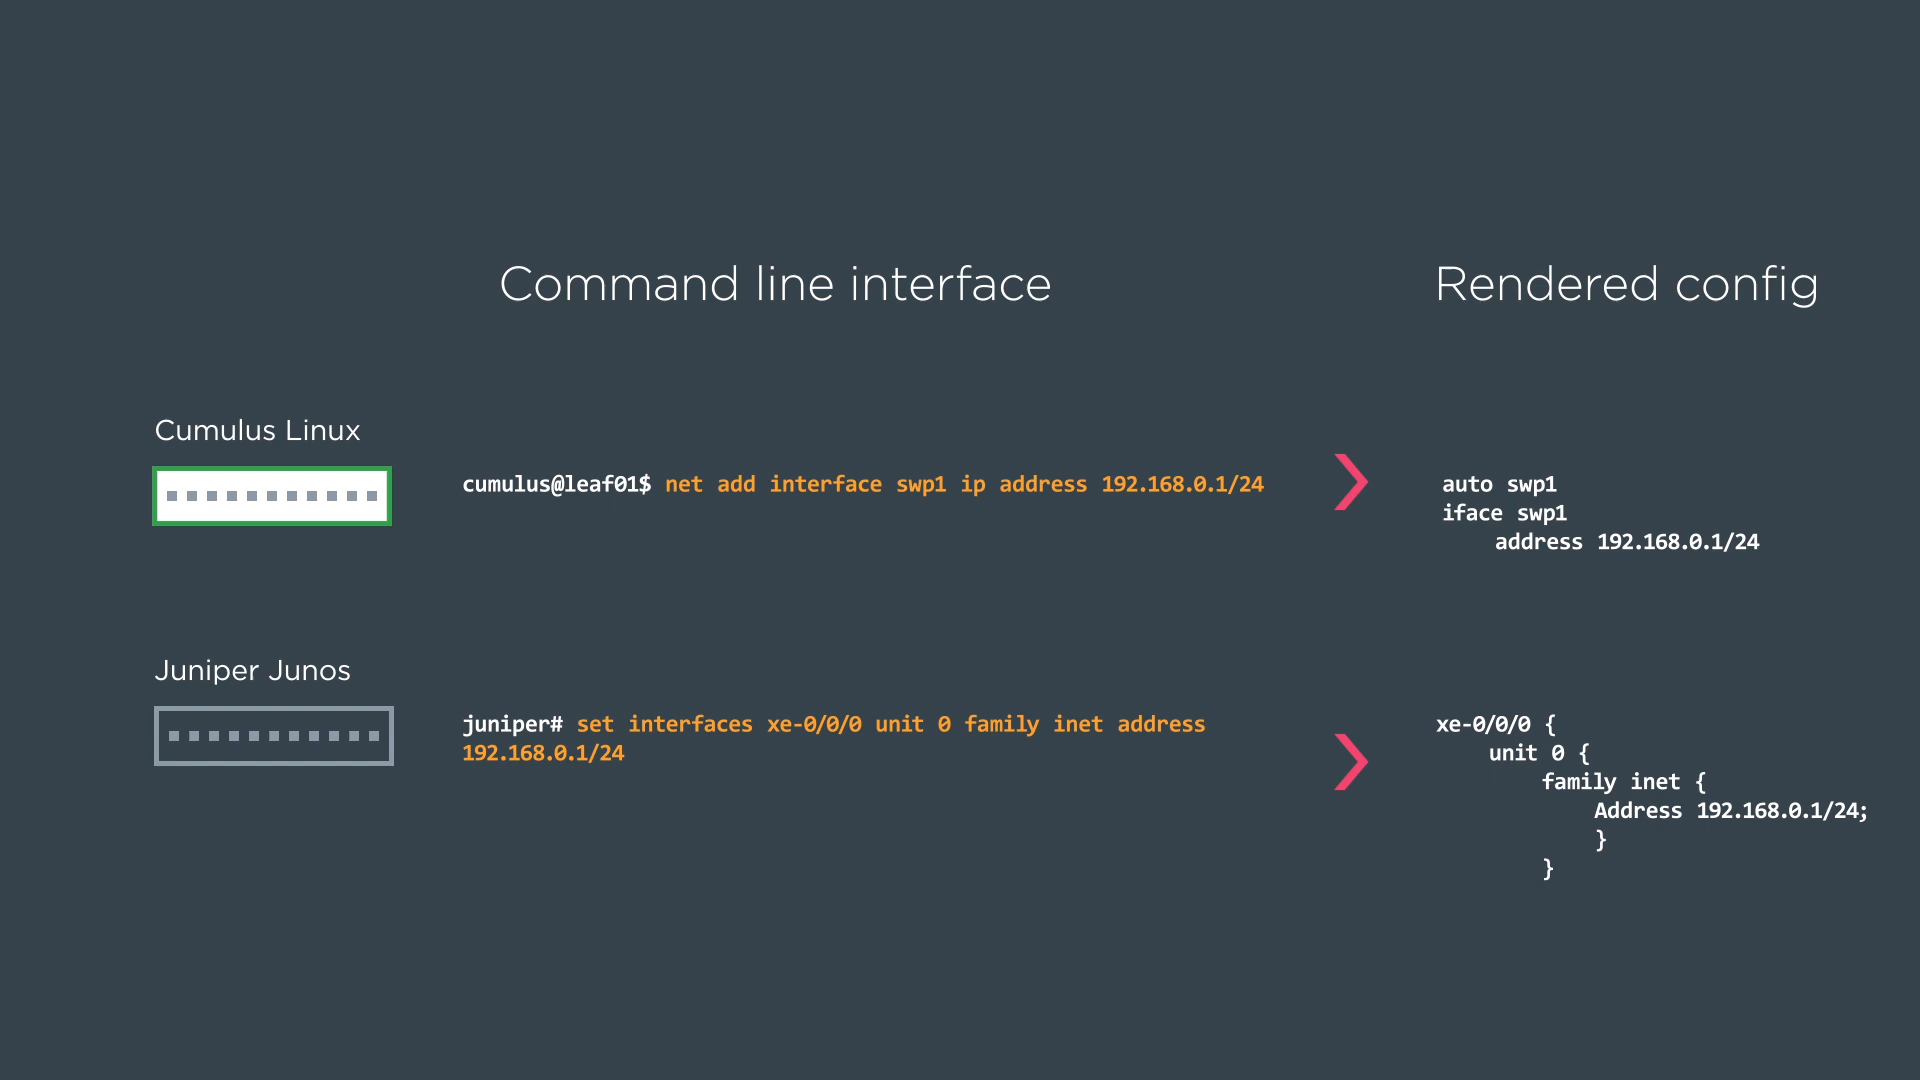 Command line interface
Rendered config
Cumulus Linux
cumulus@leaf01$ net add interface swp1 ip address 192.168.0.1/24
auto swp1
iface swp1
address 192.168.0.1/24
Juniper Junos
juniper# set interfaces xe-0/0/0 unit 0 family inet address
192.168.0.1/24
xe-0/0/0 {
unit 0 {
family inet {
Address 192.168.0.1/24;
}
}